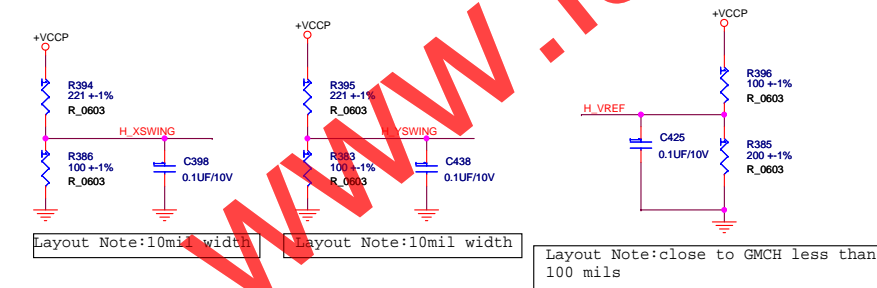 +VCCP
R394
221 +-1%
R_0603
H_XSWING
R386
100 +-1%
R_0603
C398
0.1UF/10V
Layout Note:10mil width
+VCCP
R395
221 +-1%
R_0603
H_YSWING
R383
100 +-1%
R_0603
C438
0.1UF/10V
Layout Note:10mil width
+VCCP
R396
100 +-1%
R_0603
H_VREF
C425
0.1UF/10V
R385
200 +-1%
R_0603
Layout Note:close to GMCH less than
100 mils
www.